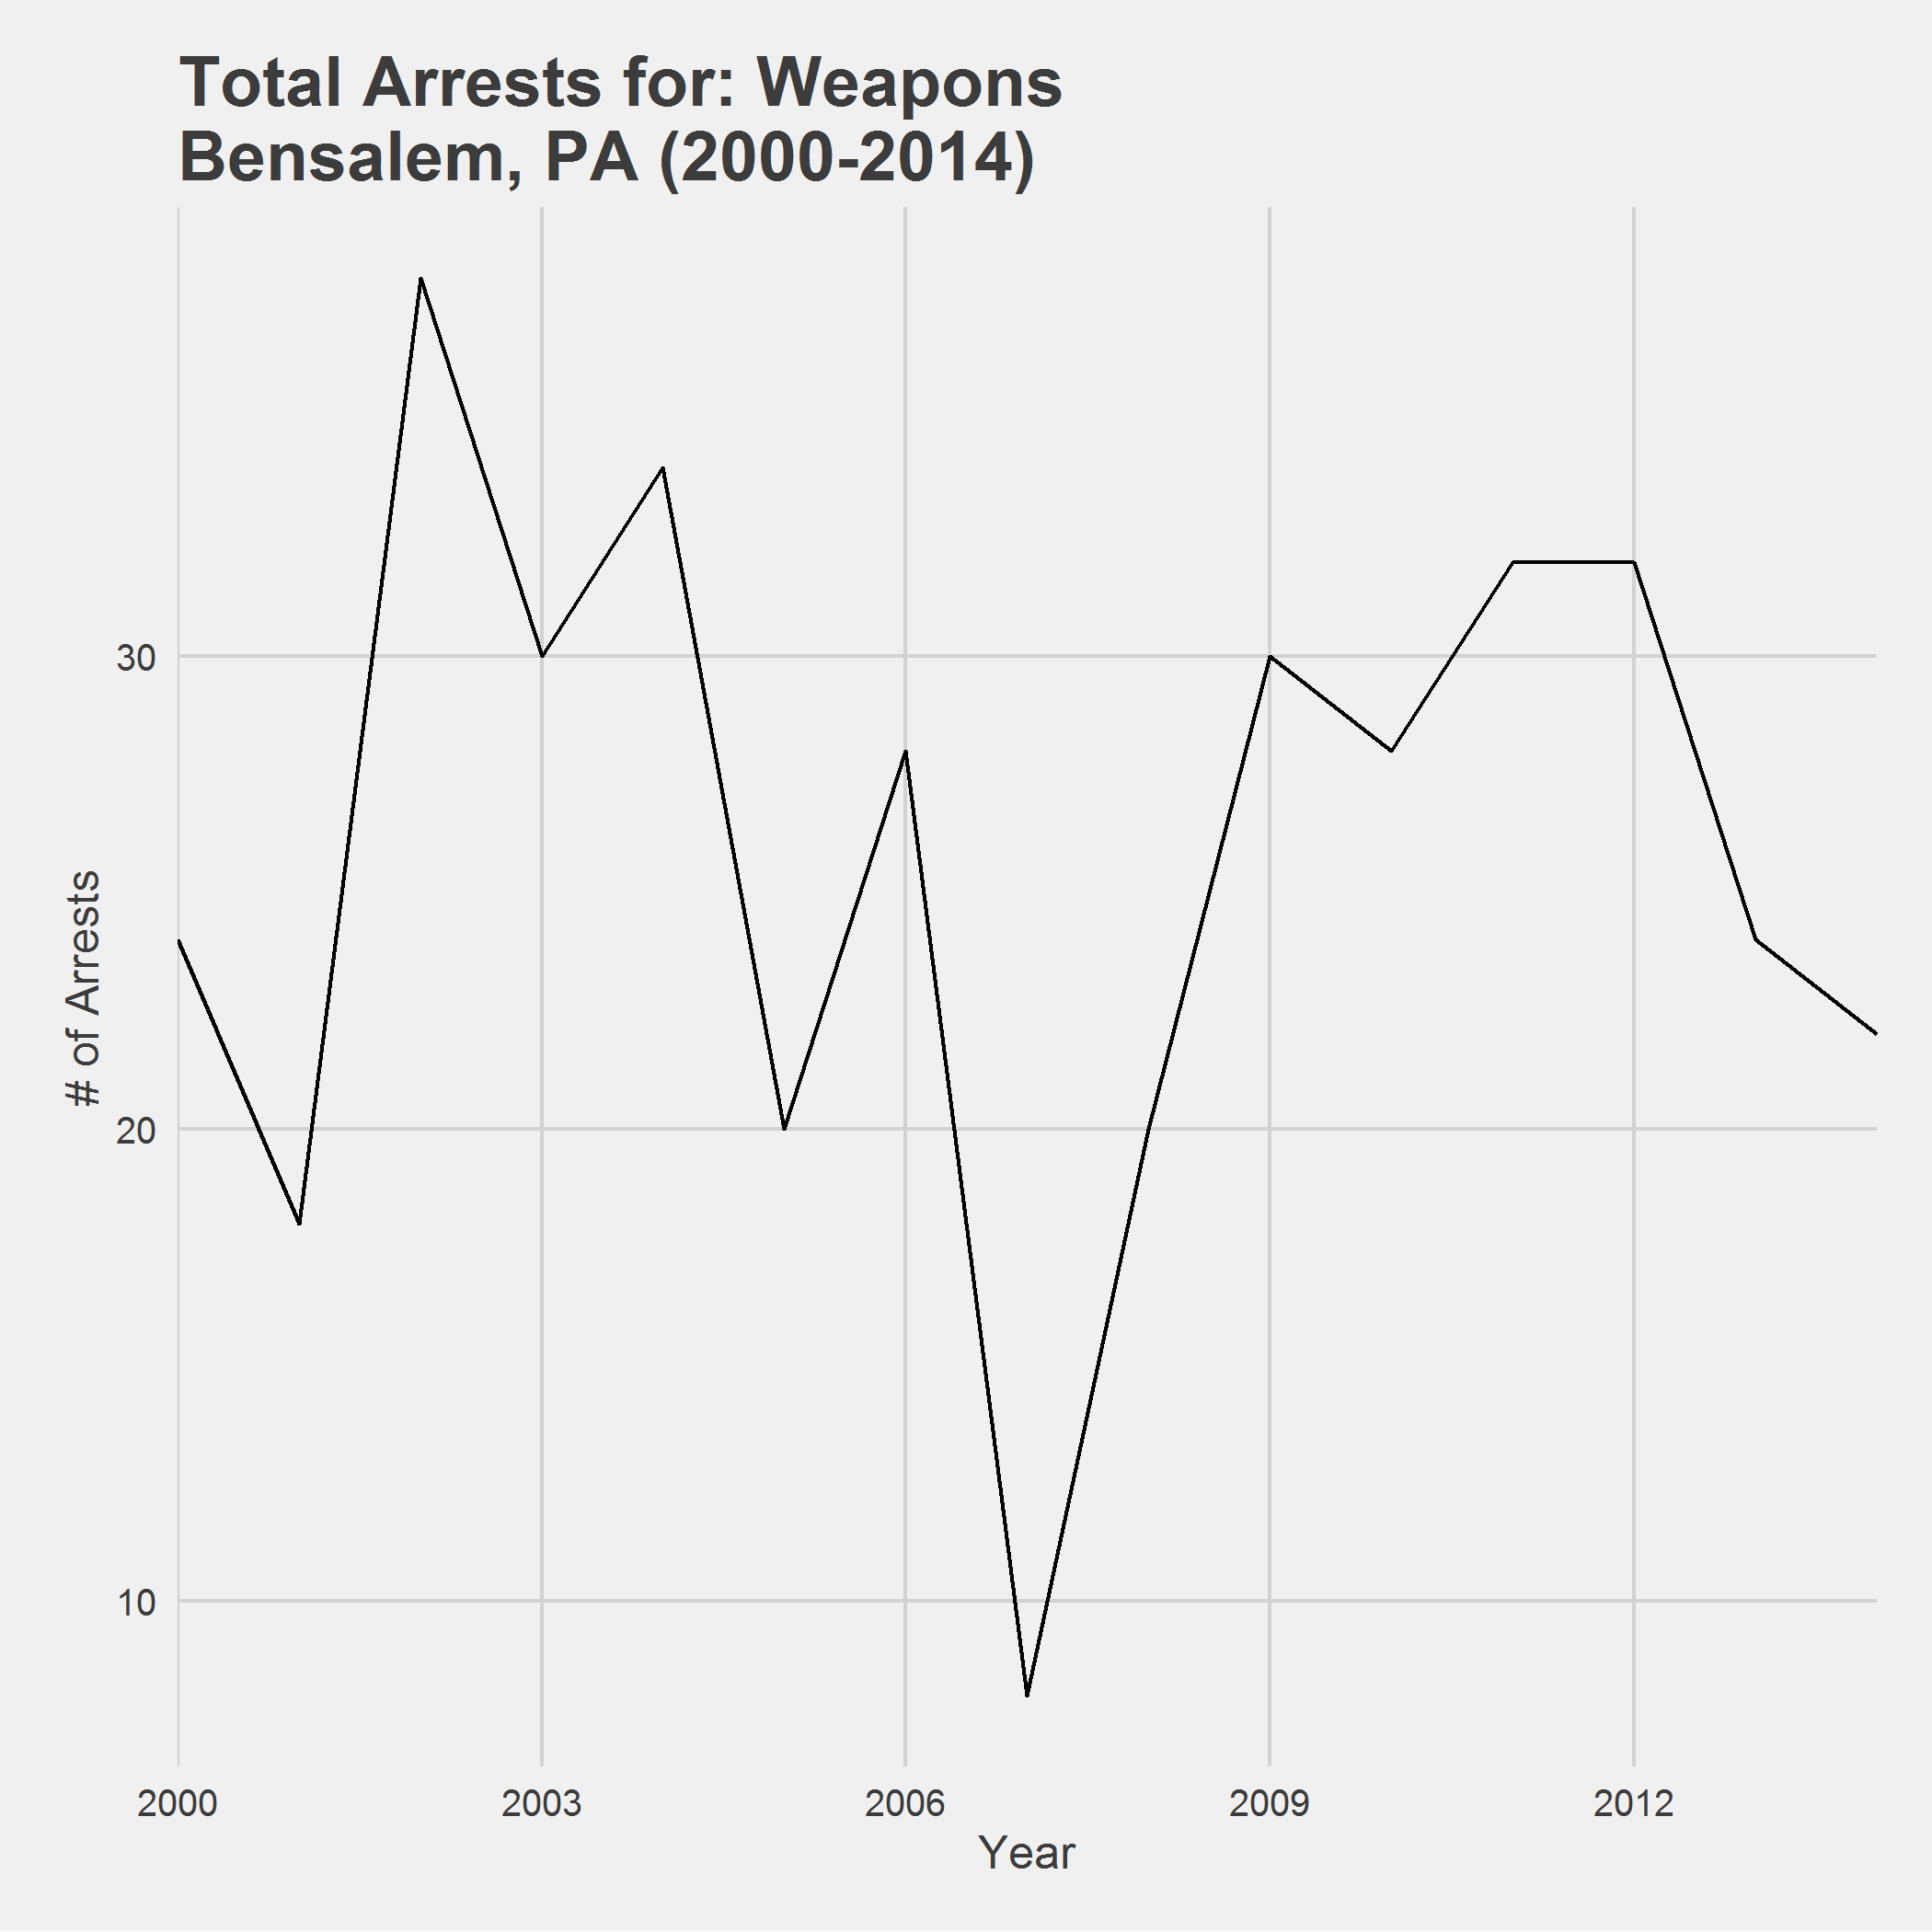 Total Arrests for: Weapons
Bensalem, PA (2000-2014)
# of Arrests
30
20
10
2000 2003 2006 2009 2012
Year